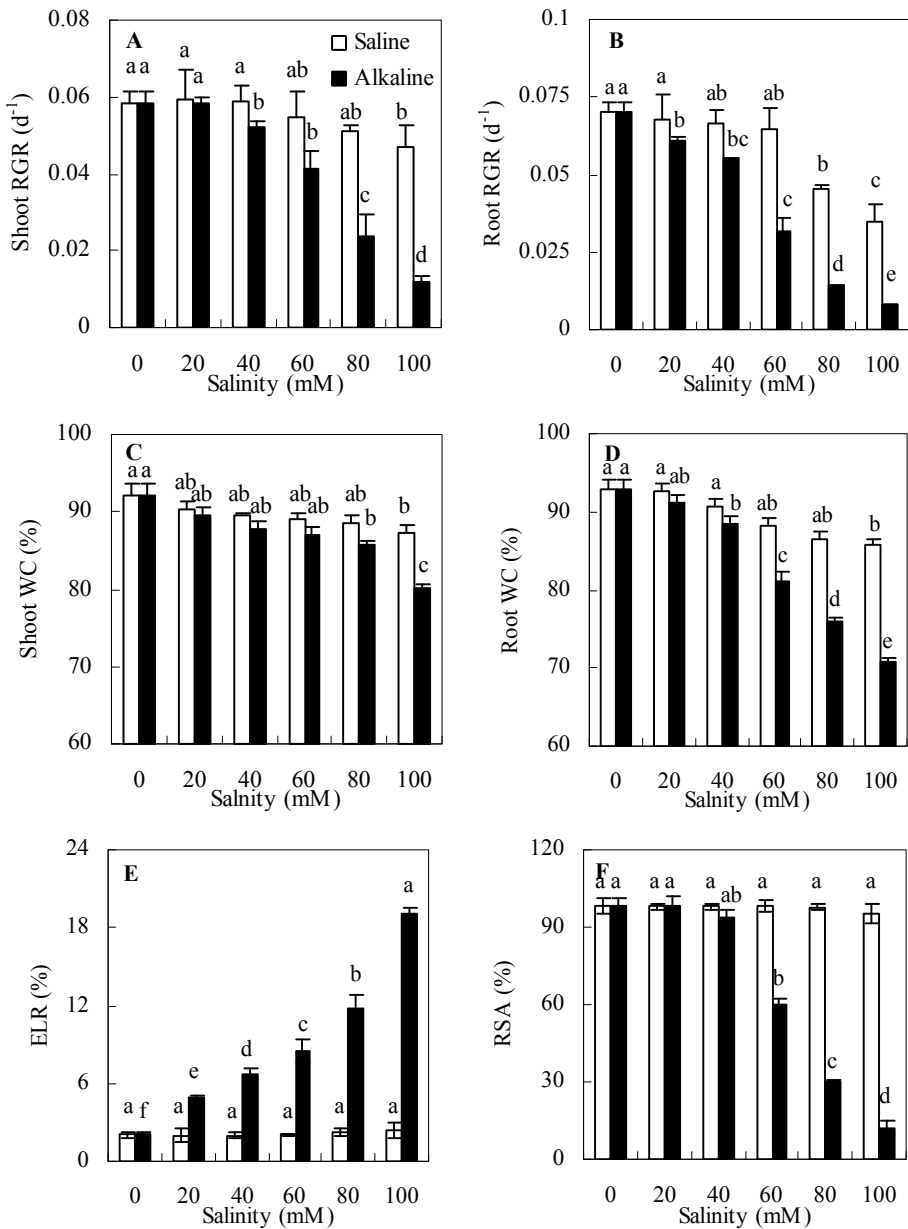 0.08
0.06
0.04
0.02
0
Shoot RGR (d⁻¹)
A
Saline
Alkaline
a a
a
a
a
b
ab
b
ab
c
b
d
0 20 40 60 80 100
Salinity (mM)
0.1
0.075
0.05
0.025
0
Root RGR (d⁻¹)
B
a a
a
b
ab
bc
ab
c
b
d
c
e
0 20 40 60 80 100
Salinity (mM)
100
90
80
70
60
Shoot WC (%)
C
a a
ab
ab
ab
ab
ab
ab
ab
b
b
c
0 20 40 60 80 100
Salnity (mM)
100
90
80
70
60
Root WC (%)
D
a a
a
ab
a
b
ab
c
ab
d
b
e
0 20 40 60 80 100
Salinity (mM)
24
18
12
6
0
ELR (%)
E
a f
a
e
a
d
a
c
a
b
a
a
0 20 40 60 80 100
Salinity (mM)
120
90
60
30
0
RSA (%)
F
a a
a a
a
ab
a
b
a
c
a
d
0 20 40 60 80 100
Salinity (mM)